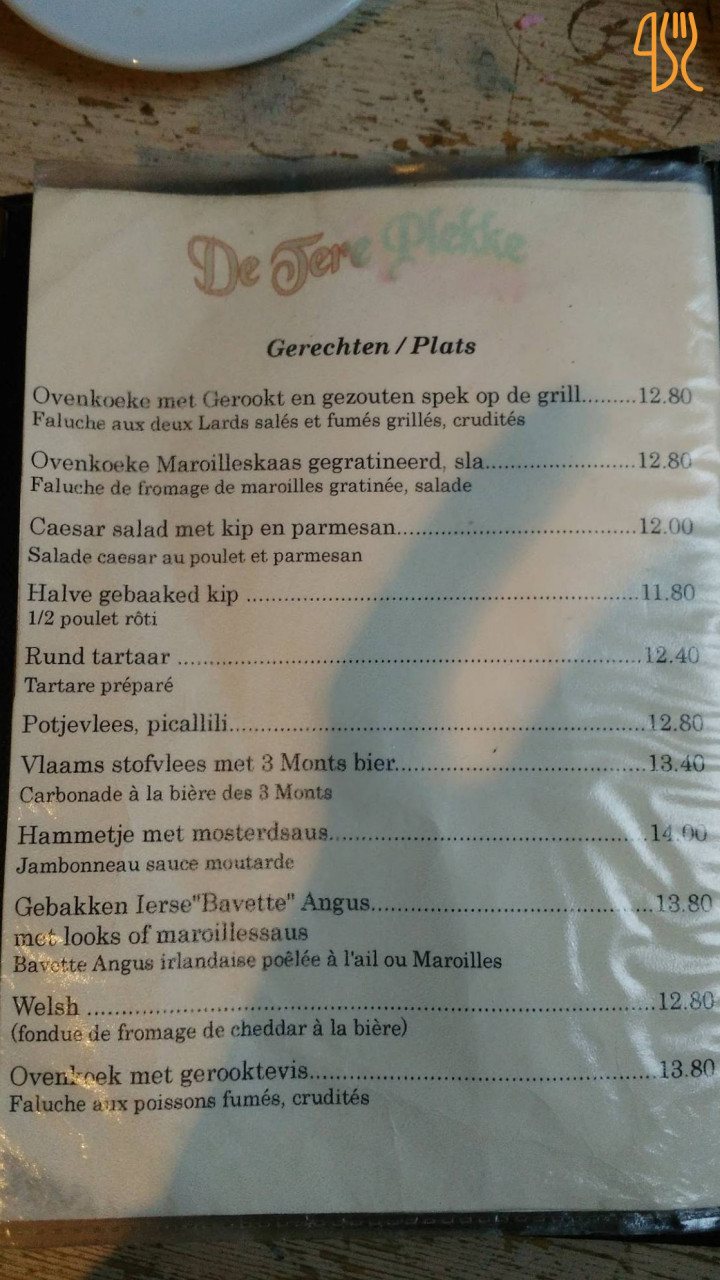 De Tere Plekke
Gerechten / Plats
Ovenkoeke met Gerookt en gezouten spek op de grill.........12.80
Faluche aux deux Lards salés et fumés grillés, crudités
Ovenkoeke Maroilleskaas gegratineerd, sla.........................12.80
Faluche de fromage de maroilles gratinée, salade
Caesar salad met kip en parmesan........................................12.00
Salade caesar au poulet et parmesan
Halve gebaaked kip ................................................................11.80
1/2 poulet rôti
Rund tartaar ...........................................................................12.40
Tartare préparé
Potjevlees, picallili....................................................................12.80
Vlaams stofvlees met 3 Monts bier.........................................13.40
Carbonade à la bière des 3 Monts
Hammetje met mosterdsaus....................................................14.00
Jambonneau sauce moutarde
Gebakken Ierse"Bavette" Angus..............................................13.80
met looks of maroillessaus
Bavette Angus irlandaise poêlée à l'ail ou Maroilles
Welsh ........................................................................................12.80
(fondue de fromage de cheddar à la bière)
Ovenkoek met gerooktevis........................................................13.80
Faluche aux poissons fumés, crudités